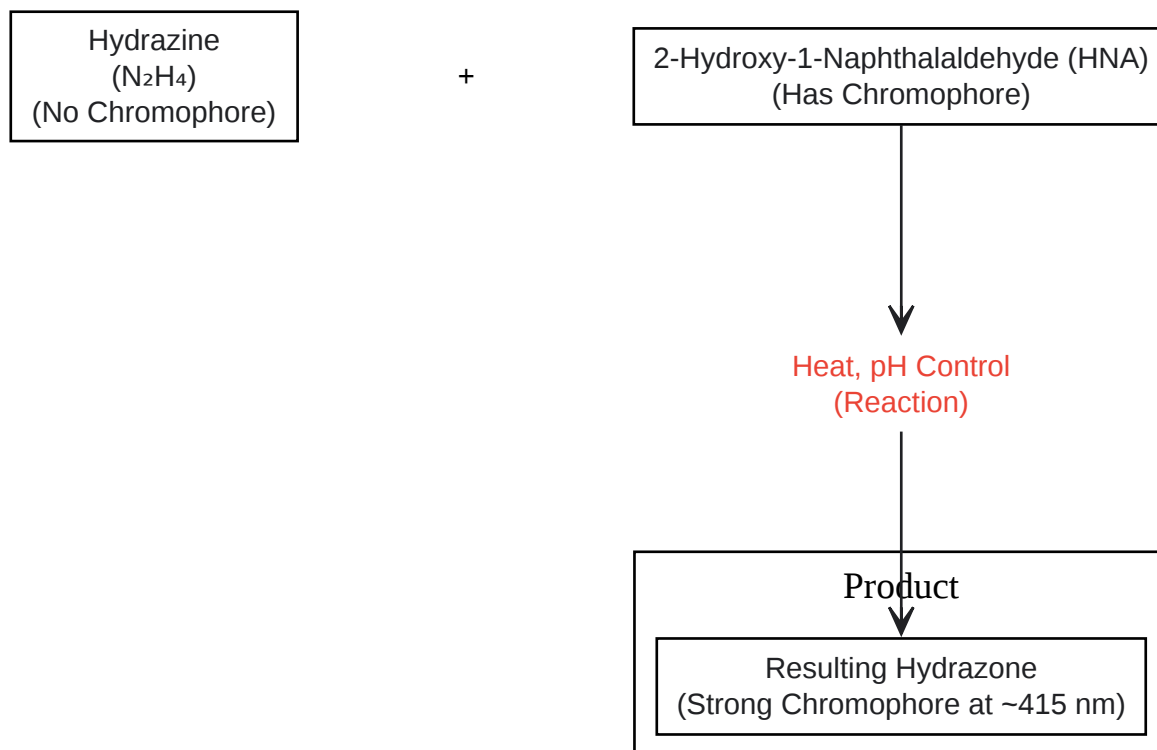 Hydrazine
(N₂H₄)
(No Chromophore)
+
2-Hydroxy-1-Naphthalaldehyde (HNA)
(Has Chromophore)
Heat, pH Control
(Reaction)
Product
Resulting Hydrazone
(Strong Chromophore at ~415 nm)